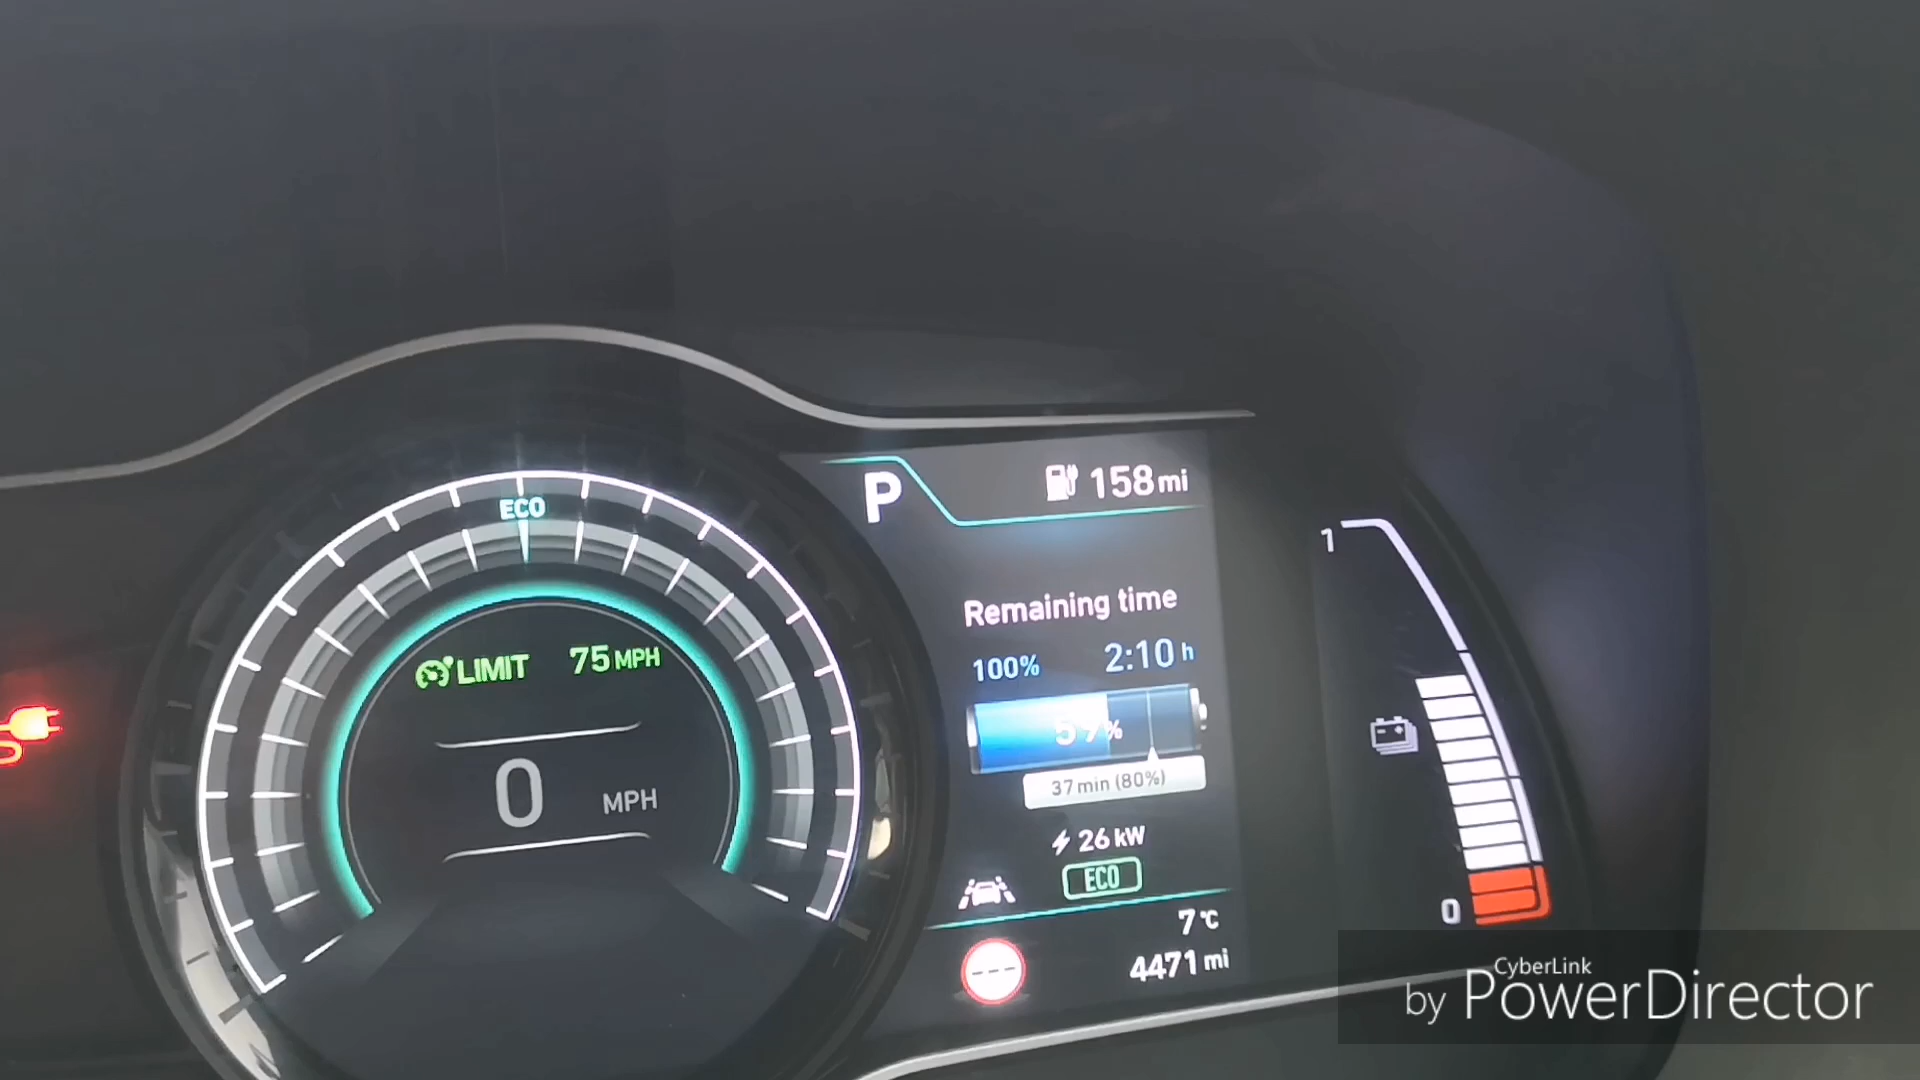 ECO
LIMIT 75 MPH
0 MPH
P 158 mi
Remaining time
100% 2:10 h
37 min (80%)
26 kW
ECO
7 °C
4471 mi
1
0
CyberLink
by PowerDirector